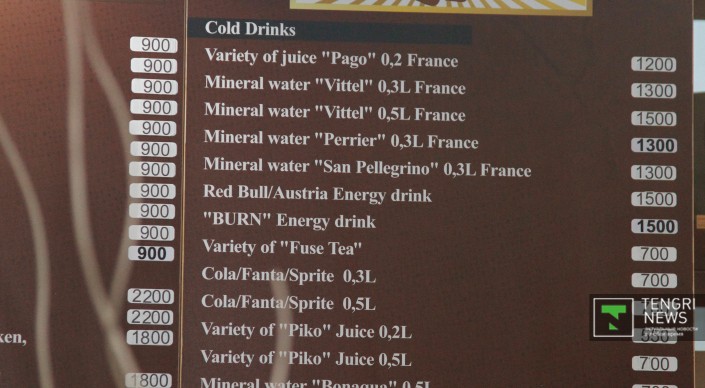 900
900
900
900
900
900
900
900
900
900
900
2200
2200
1800
1800
Cold Drinks
Variety of juice "Pago" 0,2 France 1200
Mineral water "Vittel" 0,3L France 1300
Mineral water "Vittel" 0,5L France 1500
Mineral water "Perrier" 0,3L France 1300
Mineral water "San Pellegrino" 0,3L France 1300
Red Bull/Austria Energy drink 1500
"BURN" Energy drink 1500
Variety of "Fuse Tea" 700
Cola/Fanta/Sprite 0,3L 700
Cola/Fanta/Sprite 0,5L
Variety of "Piko" Juice 0,2L
Variety of "Piko" Juice 0,5L 700
Mineral water "Bonaqua" 0,5L
TENGRI
NEWS